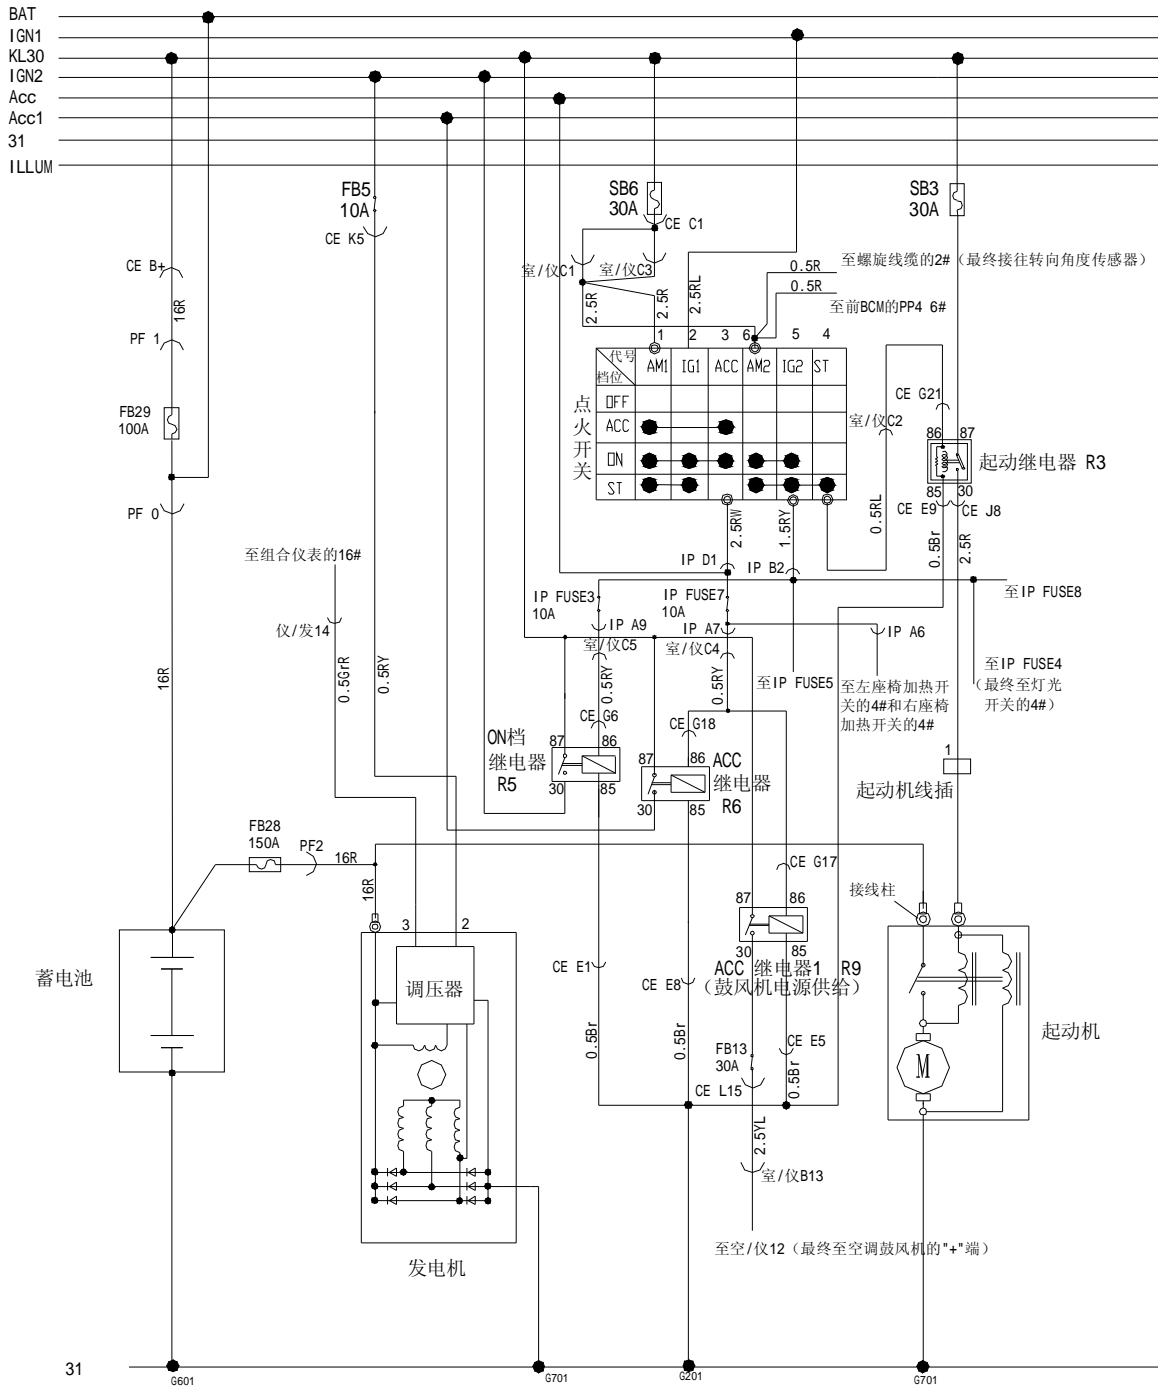 BAT
IGN1
KL30
IGN2
Acc
Acc1
31
ILLUM
FB5
10A
CE K5
SB6
30A
CE C1
SB3
30A
CE B+
16R
PF 1
FB29
100A
PF 0
室/仪C1
室/仪C3
2.5R
2.5R
2.5RL
0.5R
至螺旋线缆的2#（最终接往转向角度传感器）
0.5R
至前BCM的PP4 6#
1 2 3 6 5 4
代号
档位
AM1 IG1 ACC AM2 IG2 ST
OFF
ACC
ON
ST
点火开关
室/仪C2
CE G21
86 87
起动继电器 R3
85 30
CE E9
CE J8
0.5RL
0.5Br
2.5R
2.5RW
1.5RY
IP D1
IP B2
至组合仪表的16#
仪/发14
0.5GrR
0.5RY
16R
IP FUSE3
10A
IP A9
室/仪C5
0.5RY
CE G6
IP FUSE7
10A
IP A7
室/仪C4
0.5RY
CE G18
至IP FUSE8
IP A6
至IP FUSE5
至左座椅加热开
关的4#和右座椅
加热开关的4#
至IP FUSE4
（最终至灯光
开关的4#）
ON档
继电器
R5
87 86
30 85
87 86
30 85
ACC
继电器
R6
1
起动机线插
FB28
150A
PF2
16R
16R
3 2
CE G17
87 86
30 85
ACC 继电器1 R9
（鼓风机电源供给）
接线柱
蓄电池
调压器
CE E1
CE E8
0.5Br
0.5Br
FB13
30A
CE L15
CE E5
0.5Br
2.5YL
室/仪B13
M
起动机
至空/仪12（最终至空调鼓风机的"+"端）
发电机
31
G601
G701
G201
G701